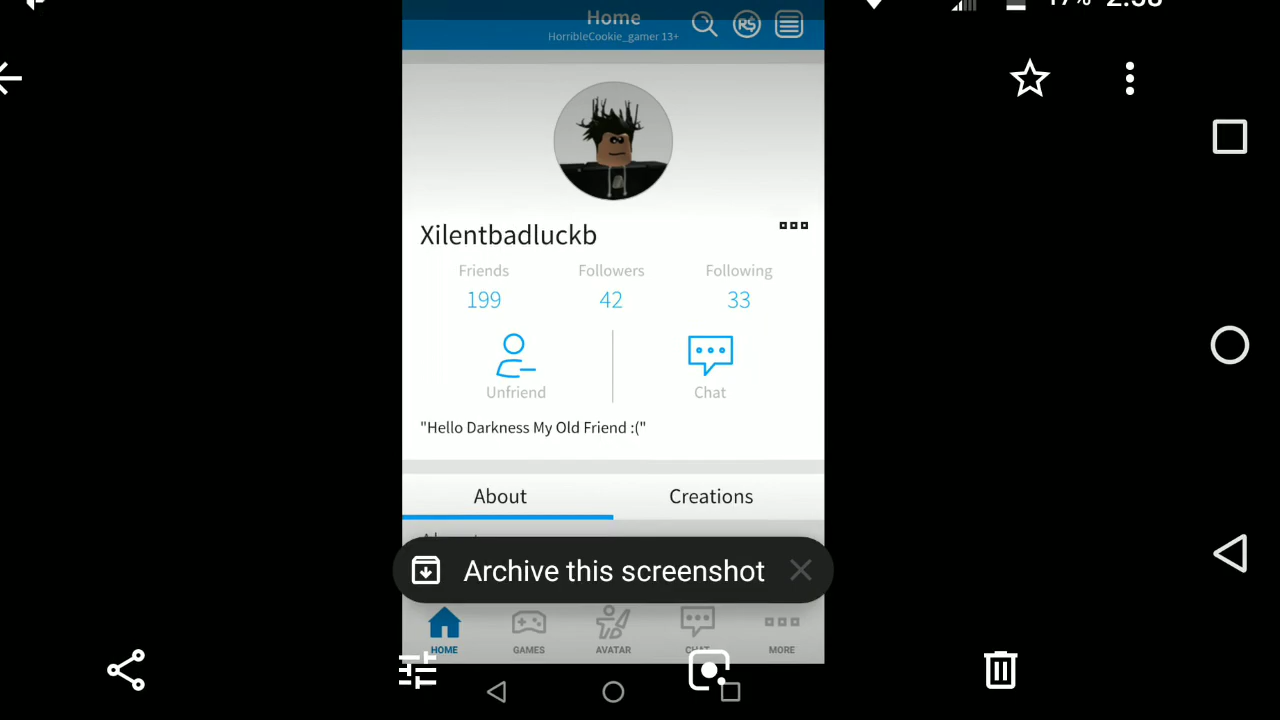 Home
HorribleCookie_gamer 13+
Xilentbadluckb
Friends Followers Following
199 42 33
Unfriend Chat
"Hello Darkness My Old Friend :("
About Creations
Archive this screenshot
HOME GAMES AVATAR CHAT MORE